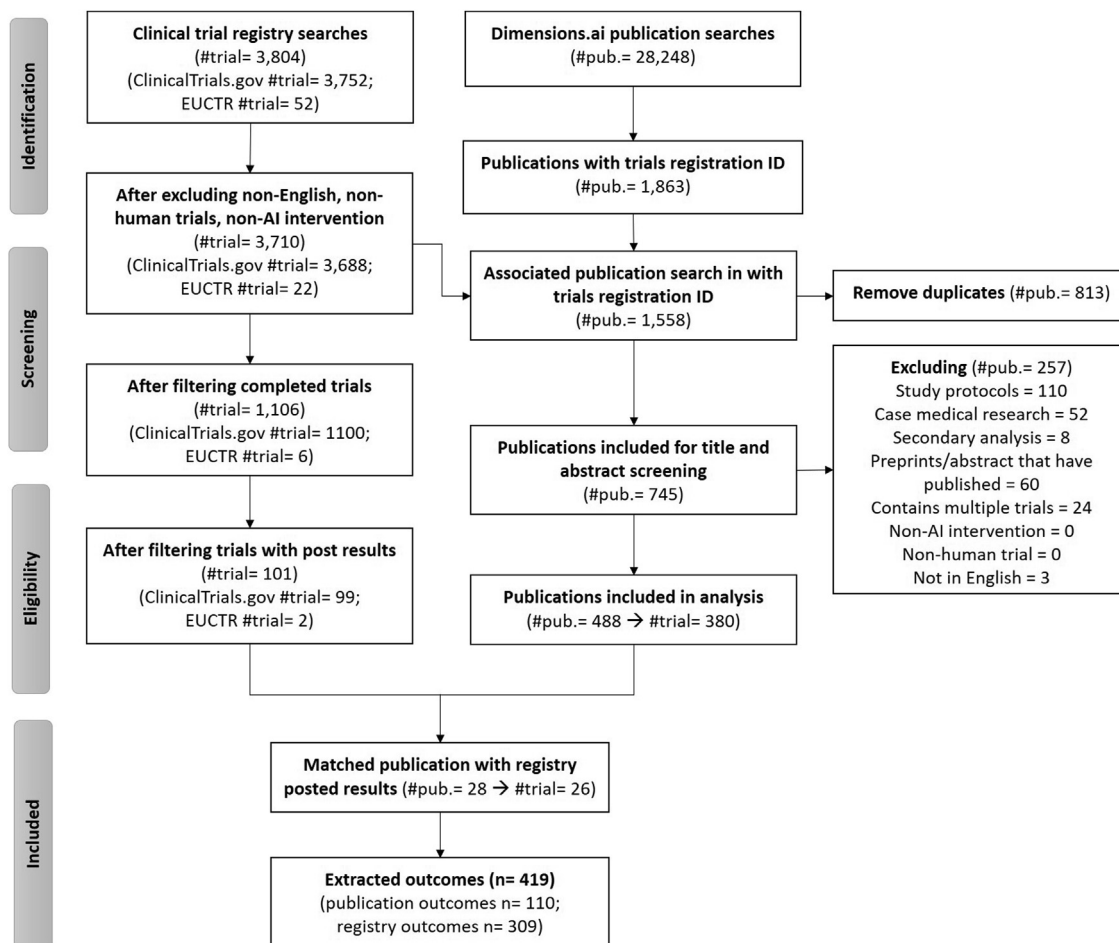 Identification
Clinical trial registry searches
(#trial= 3,804)
(ClinicalTrials.gov #trial= 3,752;
EUCTR #trial= 52)
Dimensions.ai publication searches
(#pub.= 28,248)
Publications with trials registration ID
(#pub.= 1,863)
After excluding non-English, non-
human trials, non-AI intervention
(#trial= 3,710)
(ClinicalTrials.gov #trial= 3,688;
EUCTR #trial= 22)
Screening
Associated publication search in with
trials registration ID
(#pub.= 1,558)
Remove duplicates (#pub.= 813)
After filtering completed trials
(#trial= 1,106)
(ClinicalTrials.gov #trial= 1100;
EUCTR #trial= 6)
Publications included for title and
abstract screening
(#pub.= 745)
Excluding (#pub.= 257)
Study protocols = 110
Case medical research = 52
Secondary analysis = 8
Preprints/abstract that have
published = 60
Contains multiple trials = 24
Non-AI intervention = 0
Non-human trial = 0
Not in English = 3
Eligibility
After filtering trials with post results
(#trial= 101)
(ClinicalTrials.gov #trial= 99;
EUCTR #trial= 2)
Publications included in analysis
(#pub.= 488 → #trial= 380)
Included
Matched publication with registry
posted results (#pub.= 28 → #trial= 26)
Extracted outcomes (n= 419)
(publication outcomes n= 110;
registry outcomes n= 309)